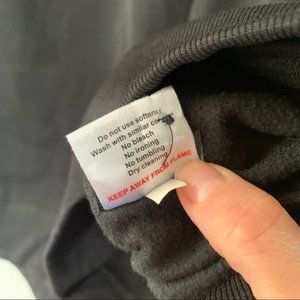 Do not use softener
Wash with similar color
No bleach
No ironing
No tumbling
Dry cleaning
KEEP AWAY FROM FLAME